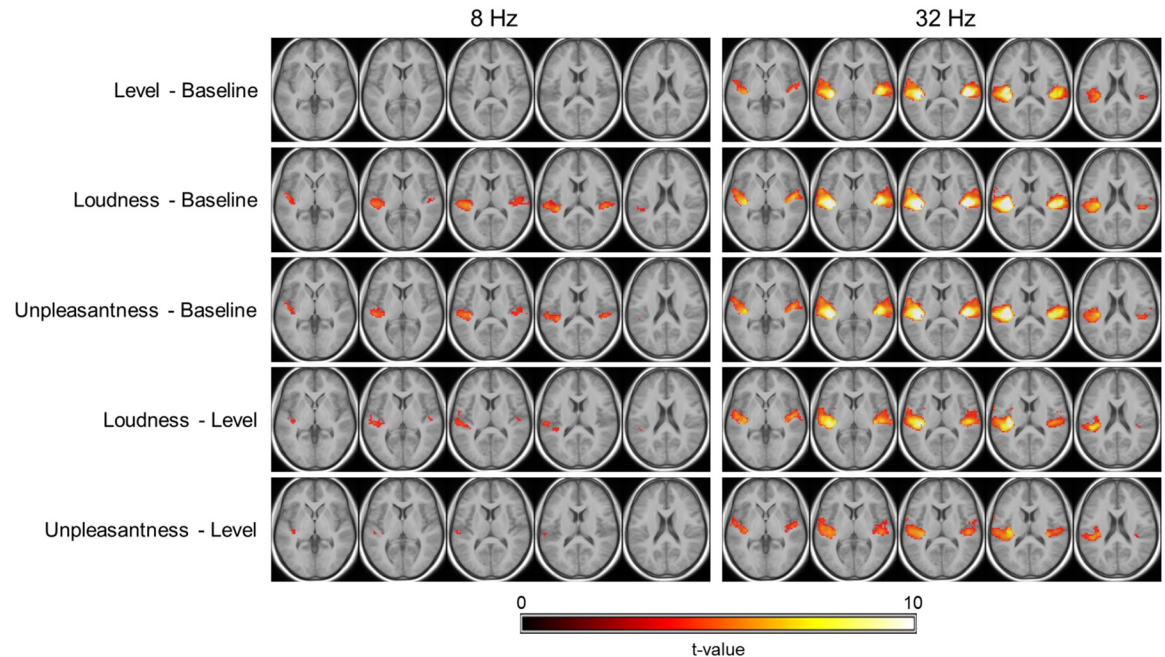 8 Hz
32 Hz
Level - Baseline
Loudness - Baseline
Unpleasantness - Baseline
Loudness - Level
Unpleasantness - Level
0
10
t-value